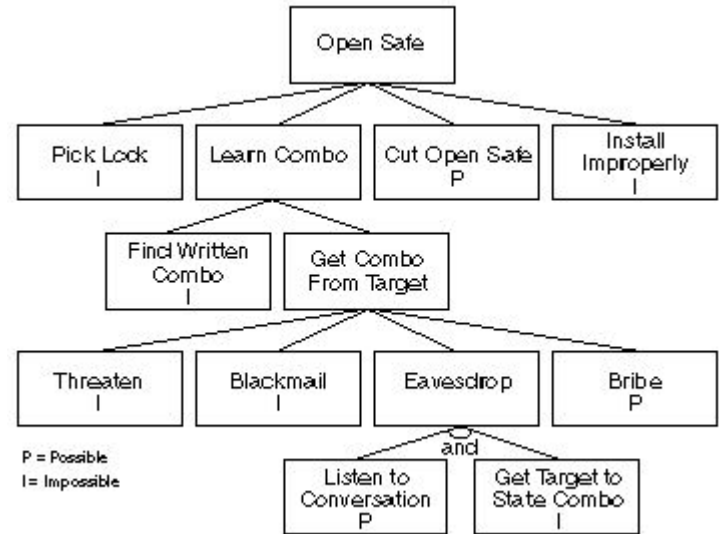 Open Safe
Pick Lock
I
Learn Combo
Cut Open Safe
P
Install
Improperly
I
Find Written
Combo
I
Get Combo
From Target
Threaten
I
Blackmail
I
Eavesdrop
Bribe
P
and
P = Possible
I = Impossible
Listen to
Conversation
P
Get Target to
State Combo
I